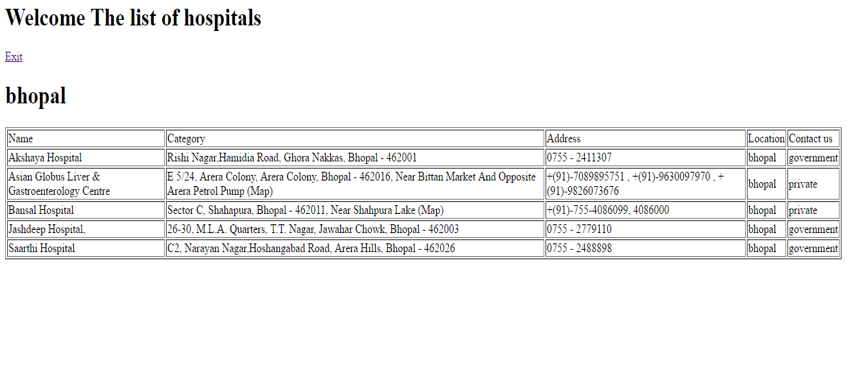 Welcome The list of hospitals
Exit
bhopal
Name Category Address Location Contact us
Akshaya Hospital Rishi Nagar,Hamidia Road, Ghora Nakkas, Bhopal - 462001 0755 - 2411307 bhopal government
Asian Globus Liver & E 5/24, Arera Colony, Arera Colony, Bhopal - 462016, Near Bittan Market And Opposite +(91)-7089895751 , +(91)-9630097970 , + bhopal private
Gastroenterology Centre Arera Petrol Pump (Map) (91)-9826073676
Bansal Hospital Sector C, Shahapura, Bhopal - 462011, Near Shahpura Lake (Map) +(91)-755-4086099, 4086000 bhopal private
Jashdeep Hospital, 26-30, M.L.A. Quarters, T.T. Nagar, Jawahar Chowk, Bhopal - 462003 0755 - 2779110 bhopal government
Saarthi Hospital C2, Narayan Nagar,Hoshangabad Road, Arera Hills, Bhopal - 462026 0755 - 2488898 bhopal government